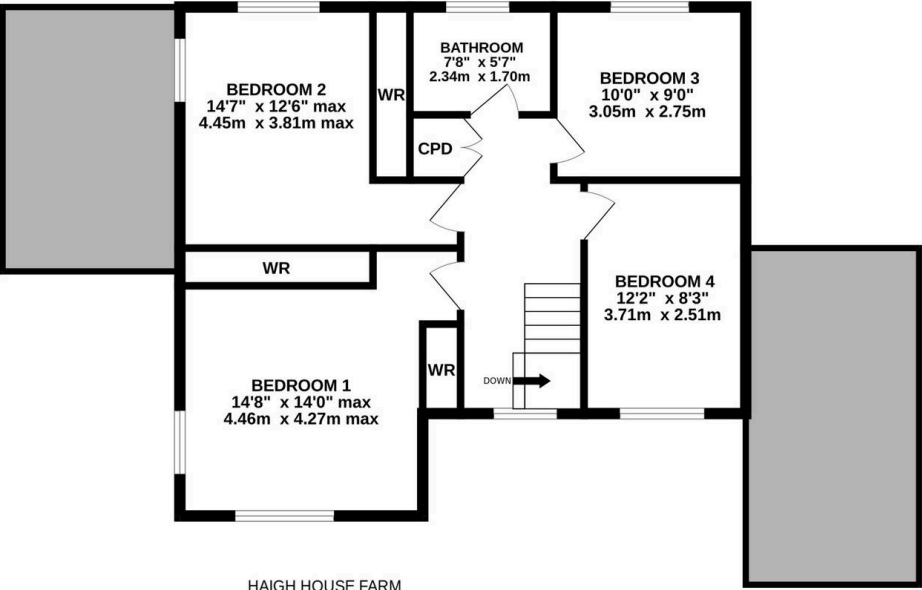 BEDROOM 2
14'7" x 12'6" max
4.45m x 3.81m max
WR
BATHROOM
7'8" x 5'7"
2.34m x 1.70m
BEDROOM 3
10'0" x 9'0"
3.05m x 2.75m
CPD
WR
BEDROOM 4
12'2" x 8'3"
3.71m x 2.51m
BEDROOM 1
14'8" x 14'0" max
4.46m x 4.27m max
WR
DOWN
HAIGH HOUSE FARM